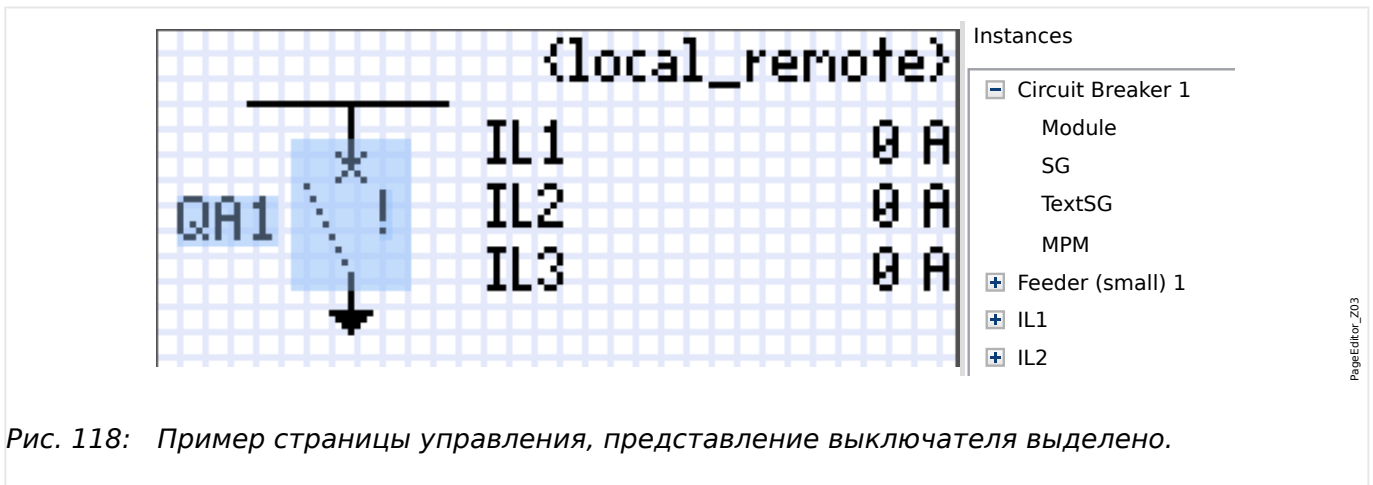 {local_remote}
IL1 0 A
QA1 !
IL2 0 A
IL3 0 A
Instances
Circuit Breaker 1
Module
SG
TextSG
MPM
Feeder (small) 1
IL1
IL2
PageEditor_Z03
Рис. 118: Пример страницы управления, представление выключателя выделено.